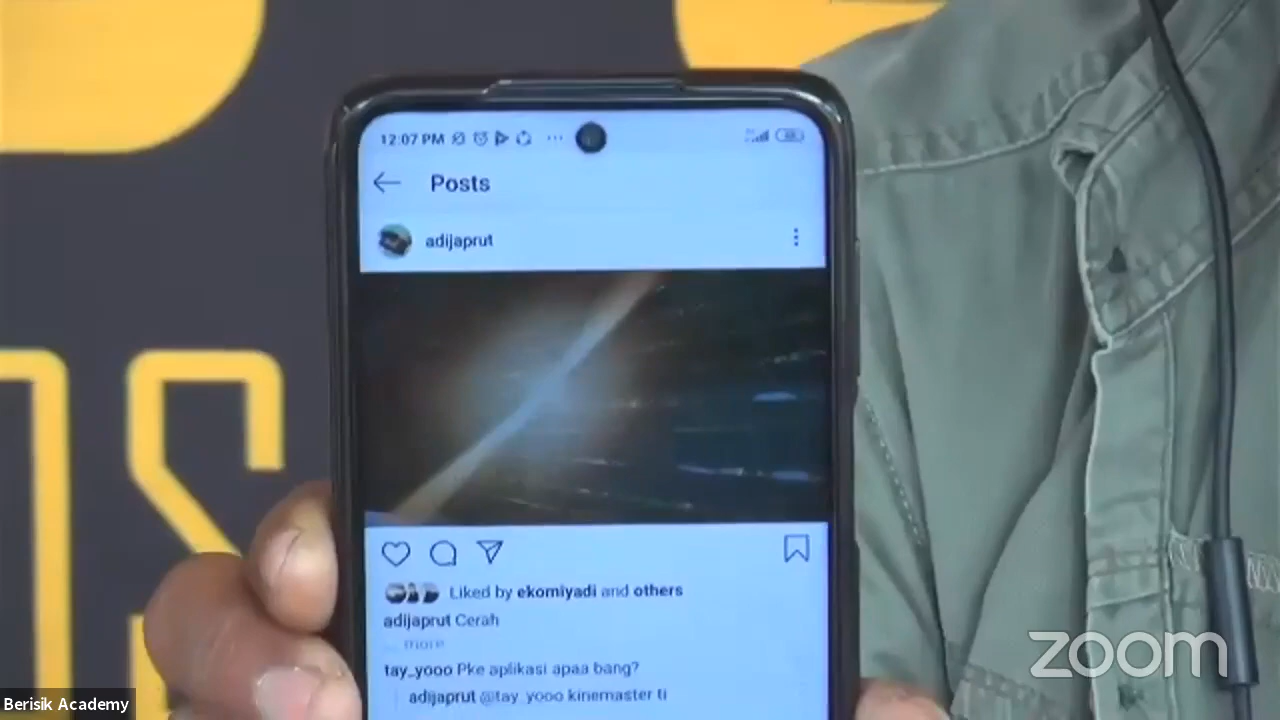 12:07 PM
Posts
adijaprut
Liked by ekomiyadi and others
adijaprut Cerah
... more
tay_yooo Pke aplikasi apaa bang?
adijaprut @tay_yooo kinemaster ti
zoom
Berisik Academy